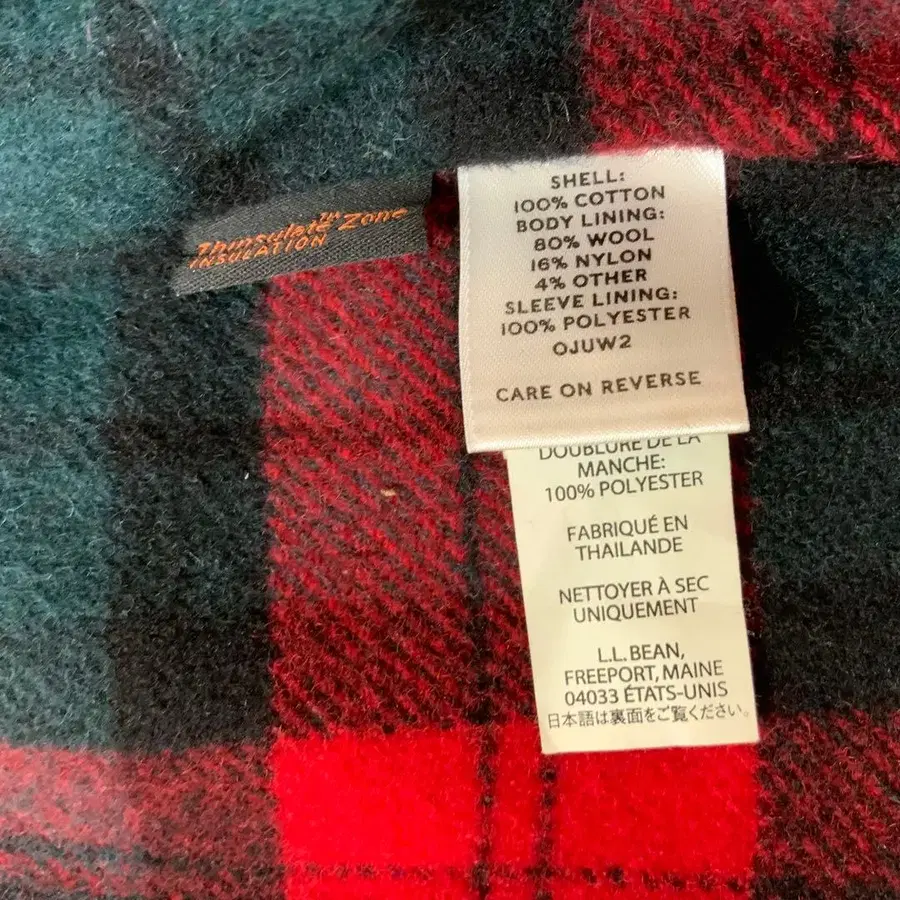 Thinsulate™ Zone
INSULATION
SHELL:
100% COTTON
BODY LINING:
80% WOOL
16% NYLON
4% OTHER
SLEEVE LINING:
100% POLYESTER
OJUW2
CARE ON REVERSE
DOUBLURE DE LA
MANCHE:
100% POLYESTER
FABRIQUÉ EN
THAILANDE
NETTOYER À SEC
UNIQUEMENT
L.L.BEAN,
FREEPORT, MAINE
04033 ÉTATS-UNIS
日本語は裏面をご覧ください。